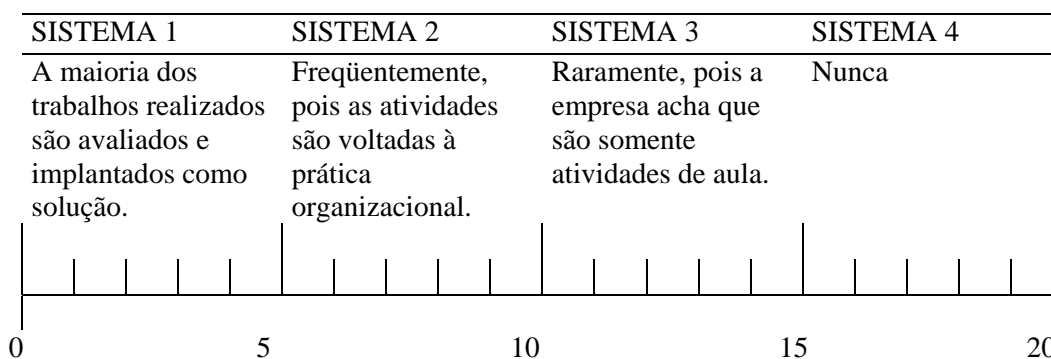 SISTEMA 1 SISTEMA 2 SISTEMA 3 SISTEMA 4
A maioria dos
trabalhos realizados
são avaliados e
implantados como
solução.
Freqüentemente,
pois as atividades
são voltadas à
prática
organizacional.
Raramente, pois a
empresa acha que
são somente
atividades de aula.
Nunca
0 5 10 15 20